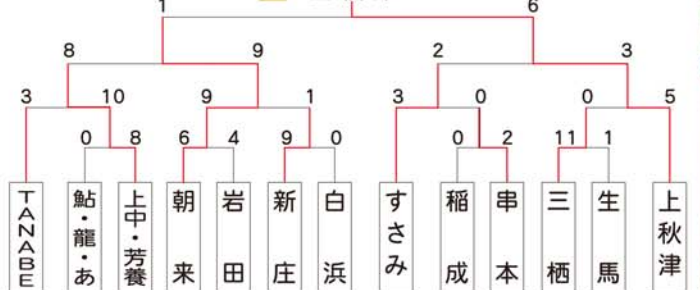 1 6
8 9 2 3
3 10 9 1 3 0 0 5
0 8 6 4 9 0 0 2 11 1
TANABE
鮎・龍・あ
上中・芳養
朝来
岩田
新庄
白浜
すさみ
稲成
串本
三栖
生馬
上秋津